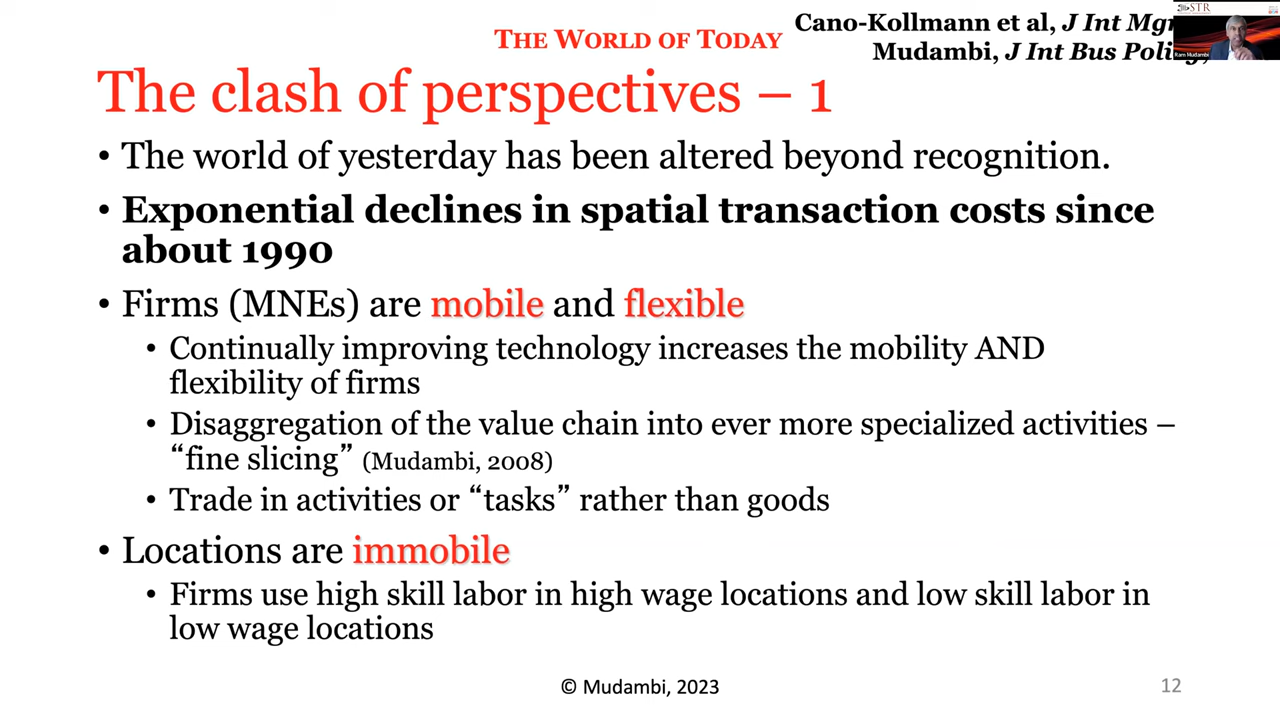 THE WORLD OF TODAY
Cano-Kollmann et al, J Int Mgm
Mudambi, J Int Bus Policy,
STR
Ram Mudambi
The clash of perspectives – 1
• The world of yesterday has been altered beyond recognition.
• Exponential declines in spatial transaction costs since
about 1990
• Firms (MNEs) are mobile and flexible
• Continually improving technology increases the mobility AND
flexibility of firms
• Disaggregation of the value chain into ever more specialized activities –
“fine slicing” (Mudambi, 2008)
• Trade in activities or “tasks” rather than goods
• Locations are immobile
• Firms use high skill labor in high wage locations and low skill labor in
low wage locations
© Mudambi, 2023
12